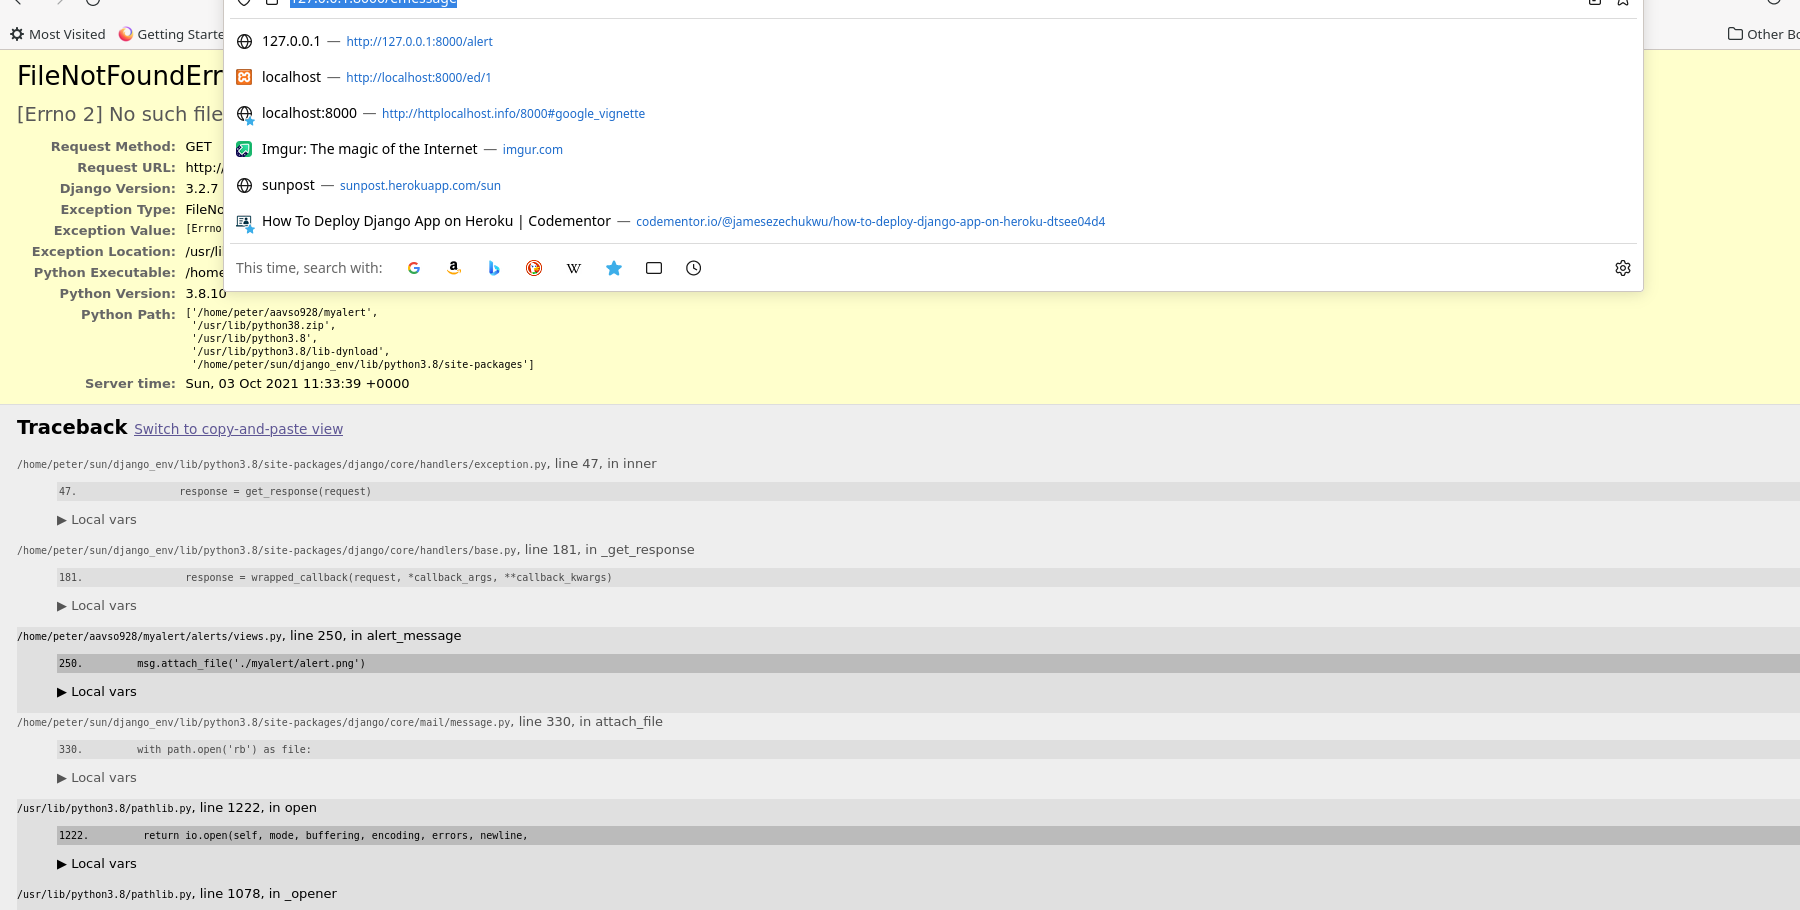 127.0.0.1:8000/emessage
Most Visited
Getting Starte
127.0.0.1 — http://127.0.0.1:8000/alert
Other Bo
FileNotFoundErr
localhost — http://localhost:8000/ed/1
[Errno 2] No such file
localhost:8000 — http://httplocalhost.info/8000#google_vignette
Imgur: The magic of the Internet — imgur.com
sunpost — sunpost.herokuapp.com/sun
How To Deploy Django App on Heroku | Codementor — codementor.io/@jamesezechukwu/how-to-deploy-django-app-on-heroku-dtsee04d4
This time, search with:
Request Method: GET
Request URL: http:/
Django Version: 3.2.7
Exception Type: FileNo
Exception Value: [Errno
Exception Location: /usr/li
Python Executable: /home
Python Version: 3.8.10
Python Path: ['/home/peter/aavso928/myalert',
'/usr/lib/python38.zip',
'/usr/lib/python3.8',
'/usr/lib/python3.8/lib-dynload',
'/home/peter/sun/django_env/lib/python3.8/site-packages']
Server time: Sun, 03 Oct 2021 11:33:39 +0000
Traceback Switch to copy-and-paste view
/home/peter/sun/django_env/lib/python3.8/site-packages/django/core/handlers/exception.py, line 47, in inner
47. response = get_response(request)
▶ Local vars
/home/peter/sun/django_env/lib/python3.8/site-packages/django/core/handlers/base.py, line 181, in _get_response
181. response = wrapped_callback(request, *callback_args, **callback_kwargs)
▶ Local vars
/home/peter/aavso928/myalert/alerts/views.py, line 250, in alert_message
250. msg.attach_file('./myalert/alert.png')
▶ Local vars
/home/peter/sun/django_env/lib/python3.8/site-packages/django/core/mail/message.py, line 330, in attach_file
330. with path.open('rb') as file:
▶ Local vars
/usr/lib/python3.8/pathlib.py, line 1222, in open
1222. return io.open(self, mode, buffering, encoding, errors, newline,
▶ Local vars
/usr/lib/python3.8/pathlib.py, line 1078, in _opener